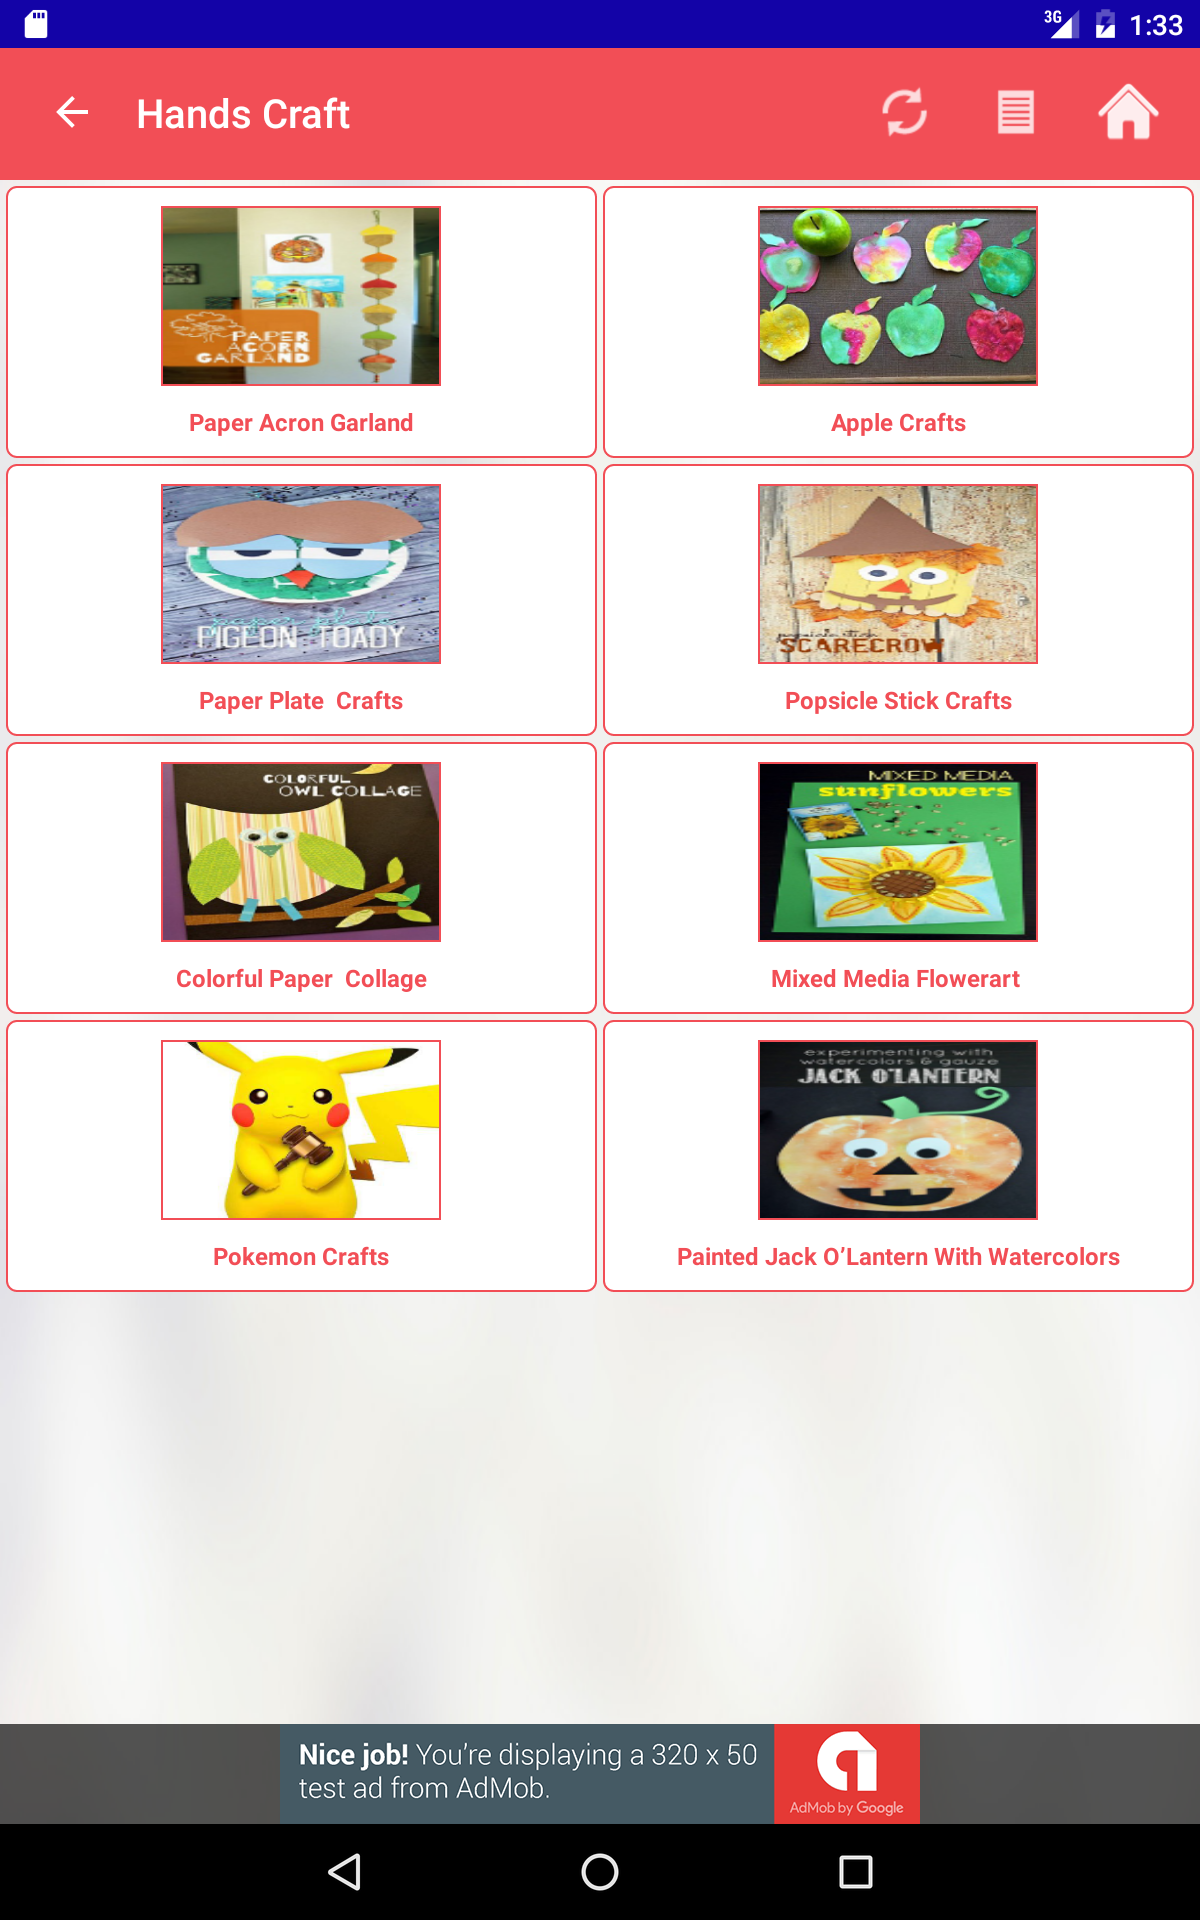 3G 1:33
Hands Craft
PAPER
ACORN
GARLAND
Paper Acron Garland
Apple Crafts
paper plate
PIGEON TOADY
Paper Plate  Crafts
popsicle stick
SCARECROW
Popsicle Stick Crafts
COLORFUL
OWL COLLAGE
Colorful Paper  Collage
MIXED MEDIA
sunflowers
Mixed Media Flowerart
Pokemon Crafts
experimenting with
watercolors & gauze
JACK O'LANTERN
Painted Jack O’Lantern With Watercolors
Nice job! You're displaying a 320 x 50
test ad from AdMob.
AdMob by Google